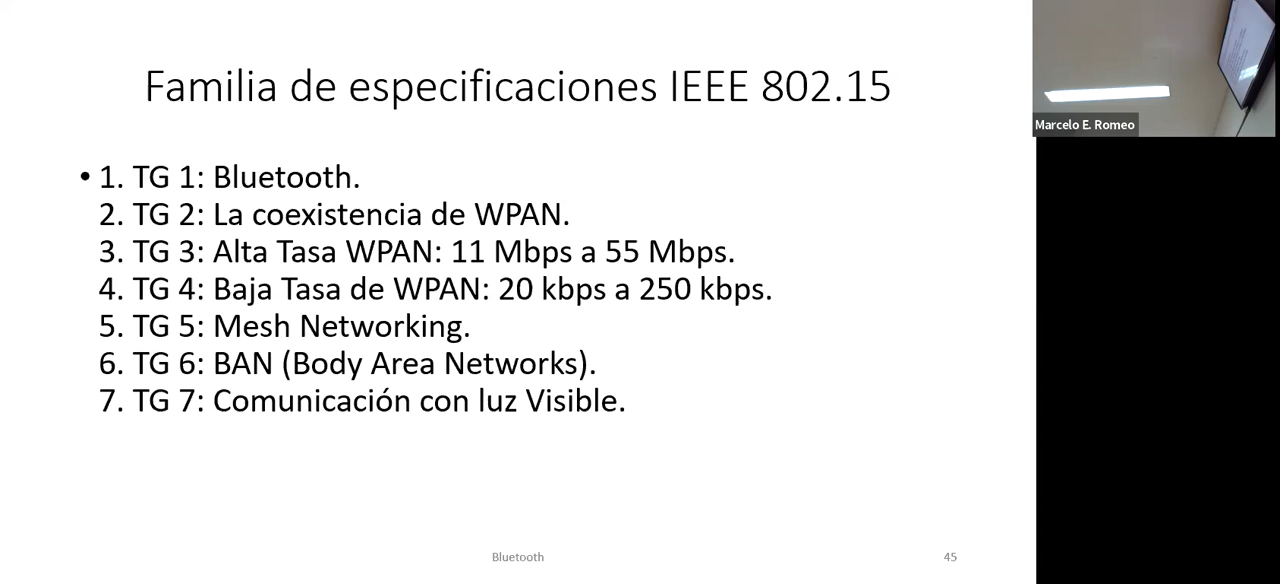 Familia de especificaciones IEEE 802.15
• 1. TG 1: Bluetooth.
2. TG 2: La coexistencia de WPAN.
3. TG 3: Alta Tasa WPAN: 11 Mbps a 55 Mbps.
4. TG 4: Baja Tasa de WPAN: 20 kbps a 250 kbps.
5. TG 5: Mesh Networking.
6. TG 6: BAN (Body Area Networks).
7. TG 7: Comunicación con luz Visible.
Bluetooth
45
Marcelo E. Romeo